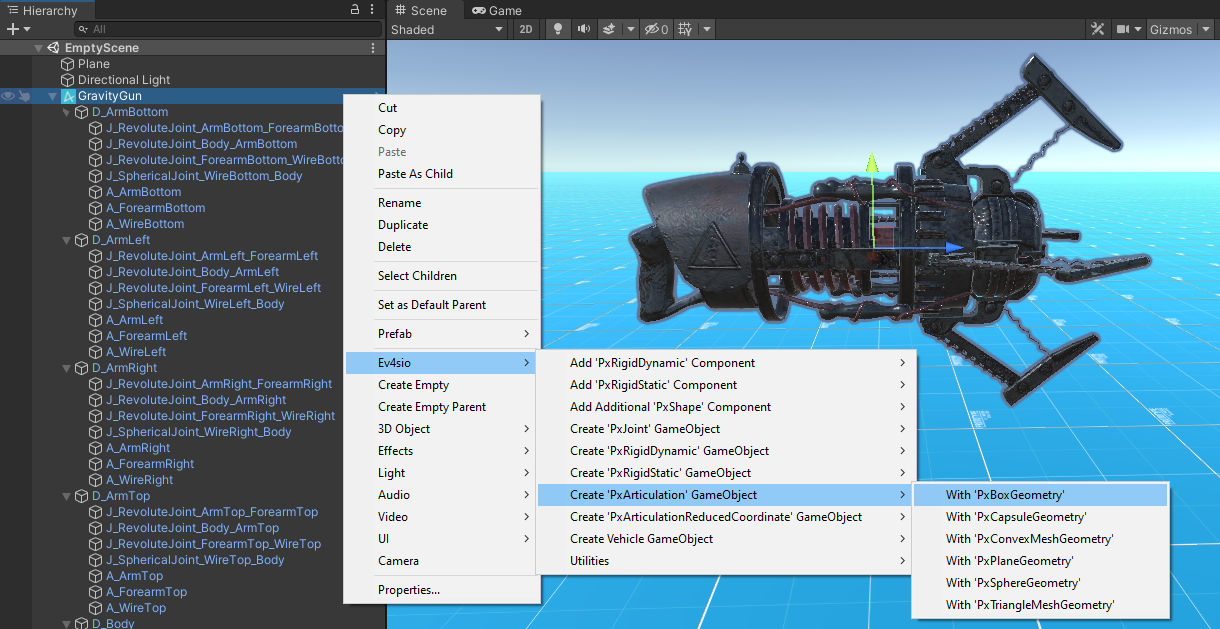 Hierarchy
All
EmptyScene
Plane
Directional Light
GravityGun
D_ArmBottom
J_RevoluteJoint_ArmBottom_ForearmBotto
J_RevoluteJoint_Body_ArmBottom
J_RevoluteJoint_ForearmBottom_WireBotto
J_SphericalJoint_WireBottom_Body
A_ArmBottom
A_ForearmBottom
A_WireBottom
D_ArmLeft
J_RevoluteJoint_ArmLeft_ForearmLeft
J_RevoluteJoint_Body_ArmLeft
J_RevoluteJoint_ForearmLeft_WireLeft
J_SphericalJoint_WireLeft_Body
A_ArmLeft
A_ForearmLeft
A_WireLeft
D_ArmRight
J_RevoluteJoint_ArmRight_ForearmRight
J_RevoluteJoint_Body_ArmRight
J_RevoluteJoint_ForearmRight_WireRight
J_SphericalJoint_WireRight_Body
A_ArmRight
A_ForearmRight
A_WireRight
D_ArmTop
J_RevoluteJoint_ArmTop_ForearmTop
J_RevoluteJoint_Body_ArmTop
J_RevoluteJoint_ForearmTop_WireTop
J_SphericalJoint_WireTop_Body
A_ArmTop
A_ForearmTop
A_WireTop
D_Body
Scene Game
Shaded 2D 0 Gizmos
Cut
Copy
Paste
Paste As Child
Rename
Duplicate
Delete
Select Children
Set as Default Parent
Prefab
Ev4sio
Create Empty
Create Empty Parent
3D Object
Effects
Light
Audio
Video
UI
Camera
Properties...
Add 'PxRigidDynamic' Component
Add 'PxRigidStatic' Component
Add Additional 'PxShape' Component
Create 'PxJoint' GameObject
Create 'PxRigidDynamic' GameObject
Create 'PxRigidStatic' GameObject
Create 'PxArticulation' GameObject
Create 'PxArticulationReducedCoordinate' GameObject
Create Vehicle GameObject
Utilities
With 'PxBoxGeometry'
With 'PxCapsuleGeometry'
With 'PxConvexMeshGeometry'
With 'PxPlaneGeometry'
With 'PxSphereGeometry'
With 'PxTriangleMeshGeometry'